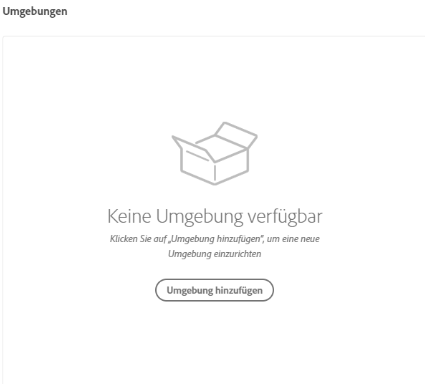 Umgebungen
Keine Umgebung verfügbar
Klicken Sie auf „Umgebung hinzufügen“, um eine neue
Umgebung einzurichten
Umgebung hinzufügen